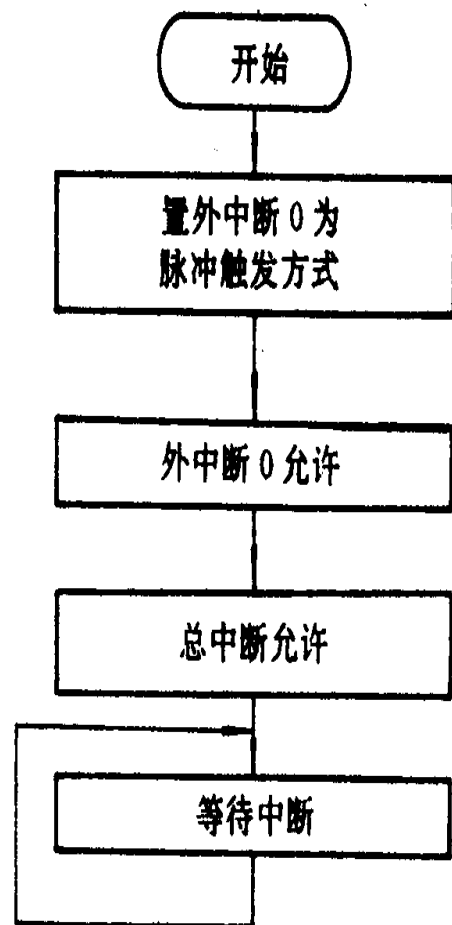 开始
置外中断 0 为
脉冲触发方式
外中断 0 允许
总中断允许
等待中断